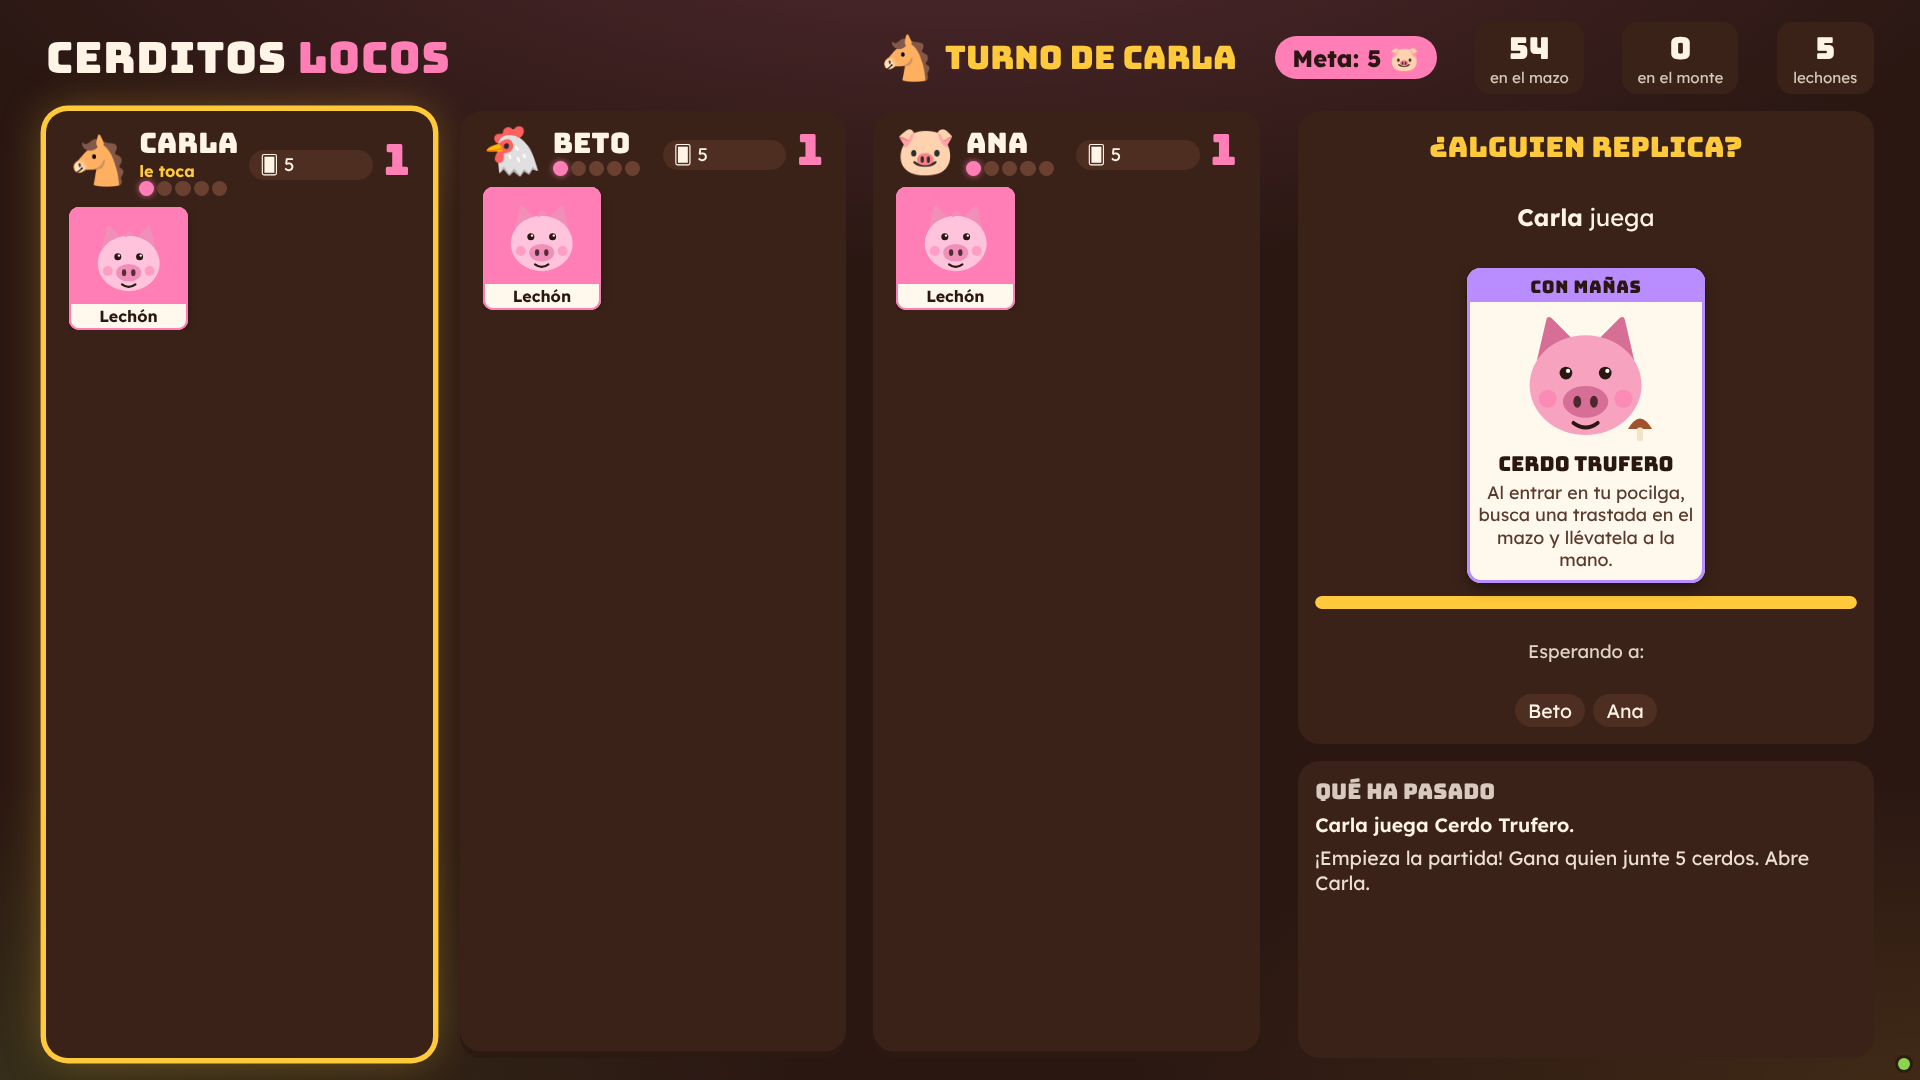 CERDITOS LOCOS
TURNO DE CARLA
Meta: 5
54
en el mazo
0
en el monte
5
lechones
CARLA
le toca
5
1
Lechón
BETO
5
1
Lechón
ANA
5
1
Lechón
¿ALGUIEN REPLICA?
Carla juega
CON MAÑAS
CERDO TRUFERO
Al entrar en tu pocilga,
busca una trastada en el
mazo y llévatela a la
mano.
Esperando a:
Beto
Ana
QUÉ HA PASADO
Carla juega Cerdo Trufero.
¡Empieza la partida! Gana quien junte 5 cerdos. Abre
Carla.